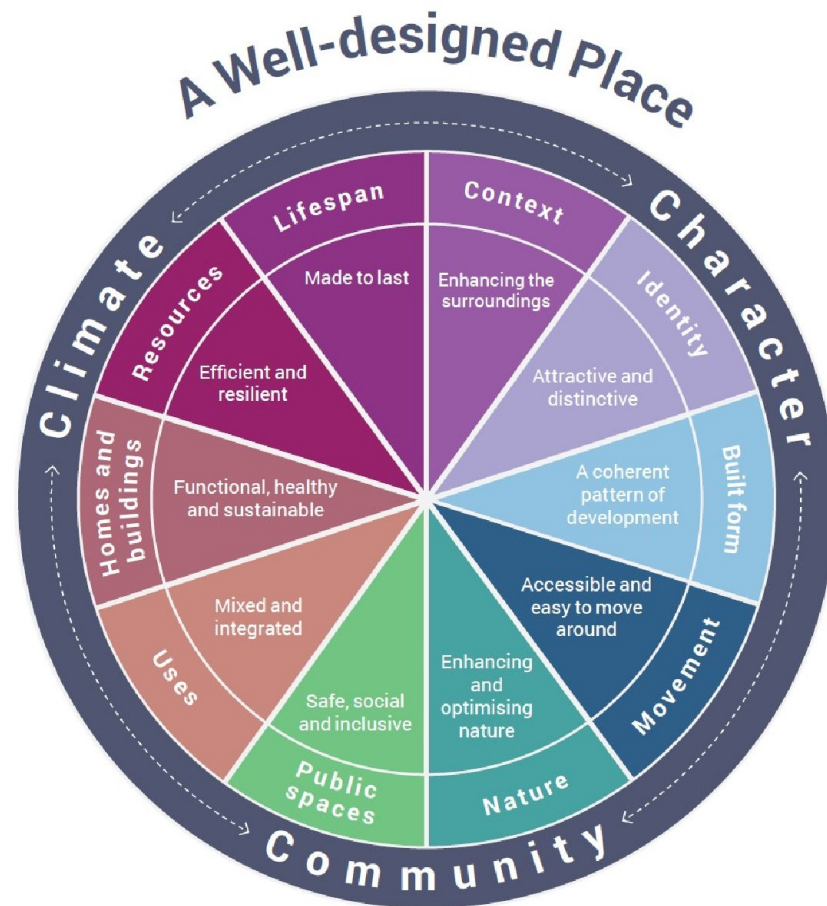 A Well-designed Place
Climate
Character
Community
Context
Enhancing the
surroundings
Identity
Attractive and
distinctive
Built form
A coherent
pattern of
development
Movement
Accessible and
easy to move
around
Nature
Enhancing
and
optimising
nature
Public
spaces
Safe, social
and inclusive
Uses
Mixed and
integrated
Homes and
buildings
Functional, healthy
and sustainable
Resources
Efficient and
resilient
Lifespan
Made to last